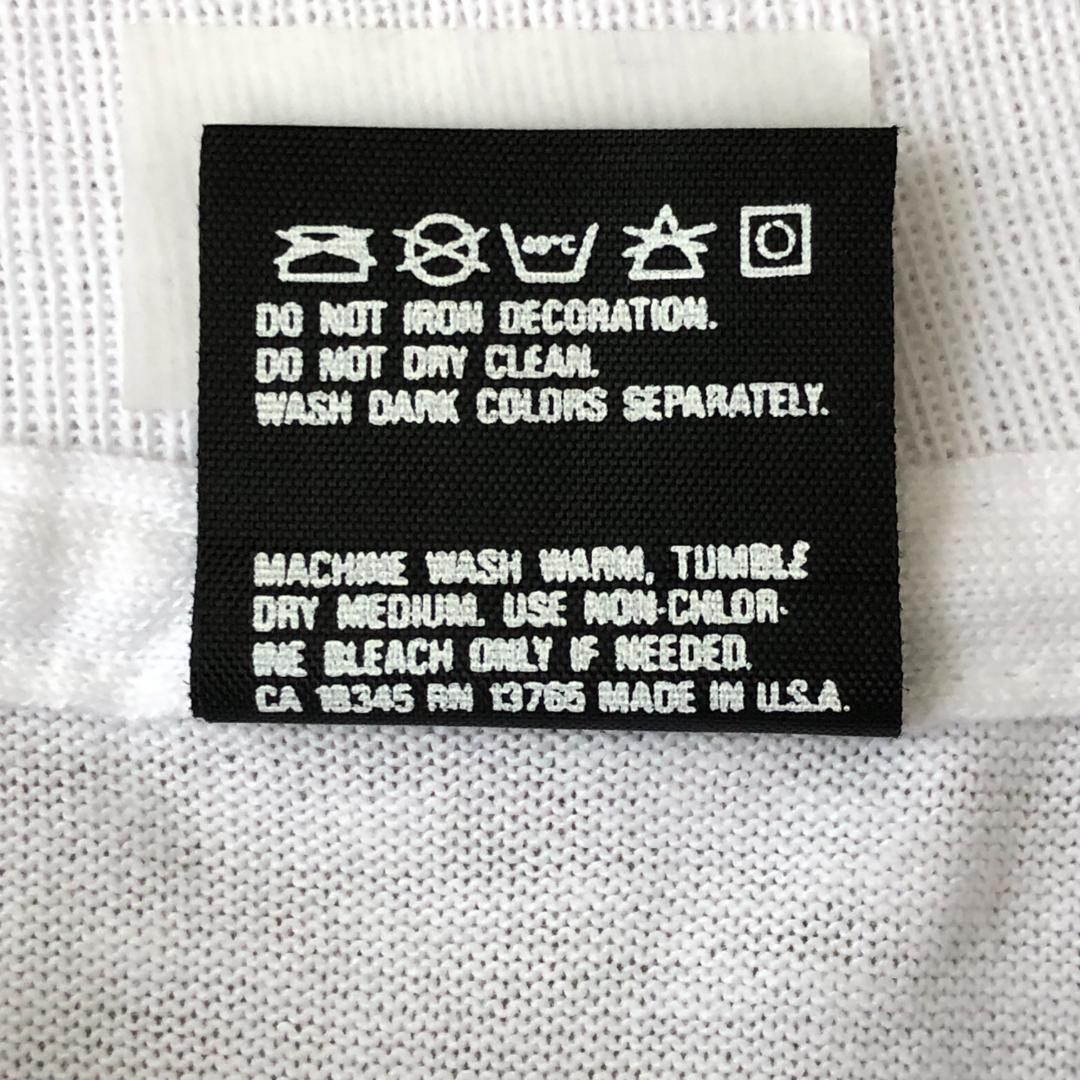 DO NOT IRON DECORATION.
DO NOT DRY CLEAN.
WASH DARK COLORS SEPARATELY.
MACHINE WASH WARM, TUMBLE
DRY MEDIUM. USE NON-CHLOR-
INE BLEACH ONLY IF NEEDED.
CA 18345 RN 13765 MADE IN U.S.A.